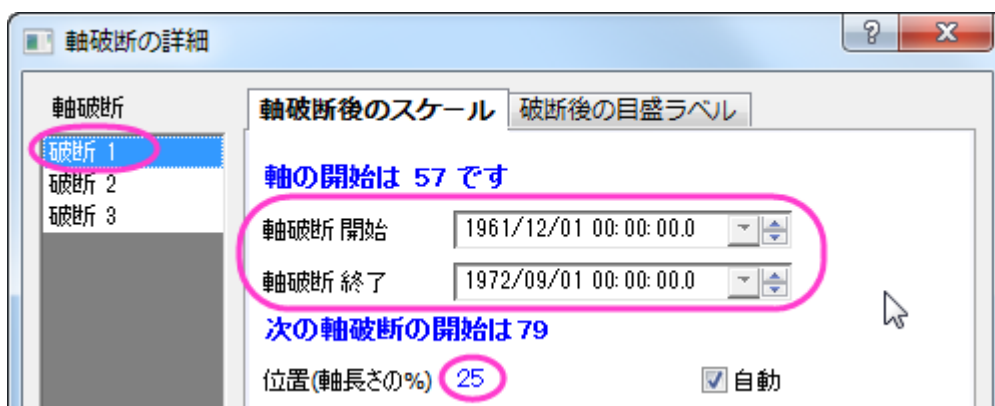 軸破断の詳細
軸破断
破断 1
破断 2
破断 3
軸破断後のスケール 破断後の目盛ラベル
軸の開始は 57 です
軸破断 開始 1961/12/01 00:00:00.0
軸破断 終了 1972/09/01 00:00:00.0
次の軸破断の開始は79
位置(軸長さの%) 25 自動